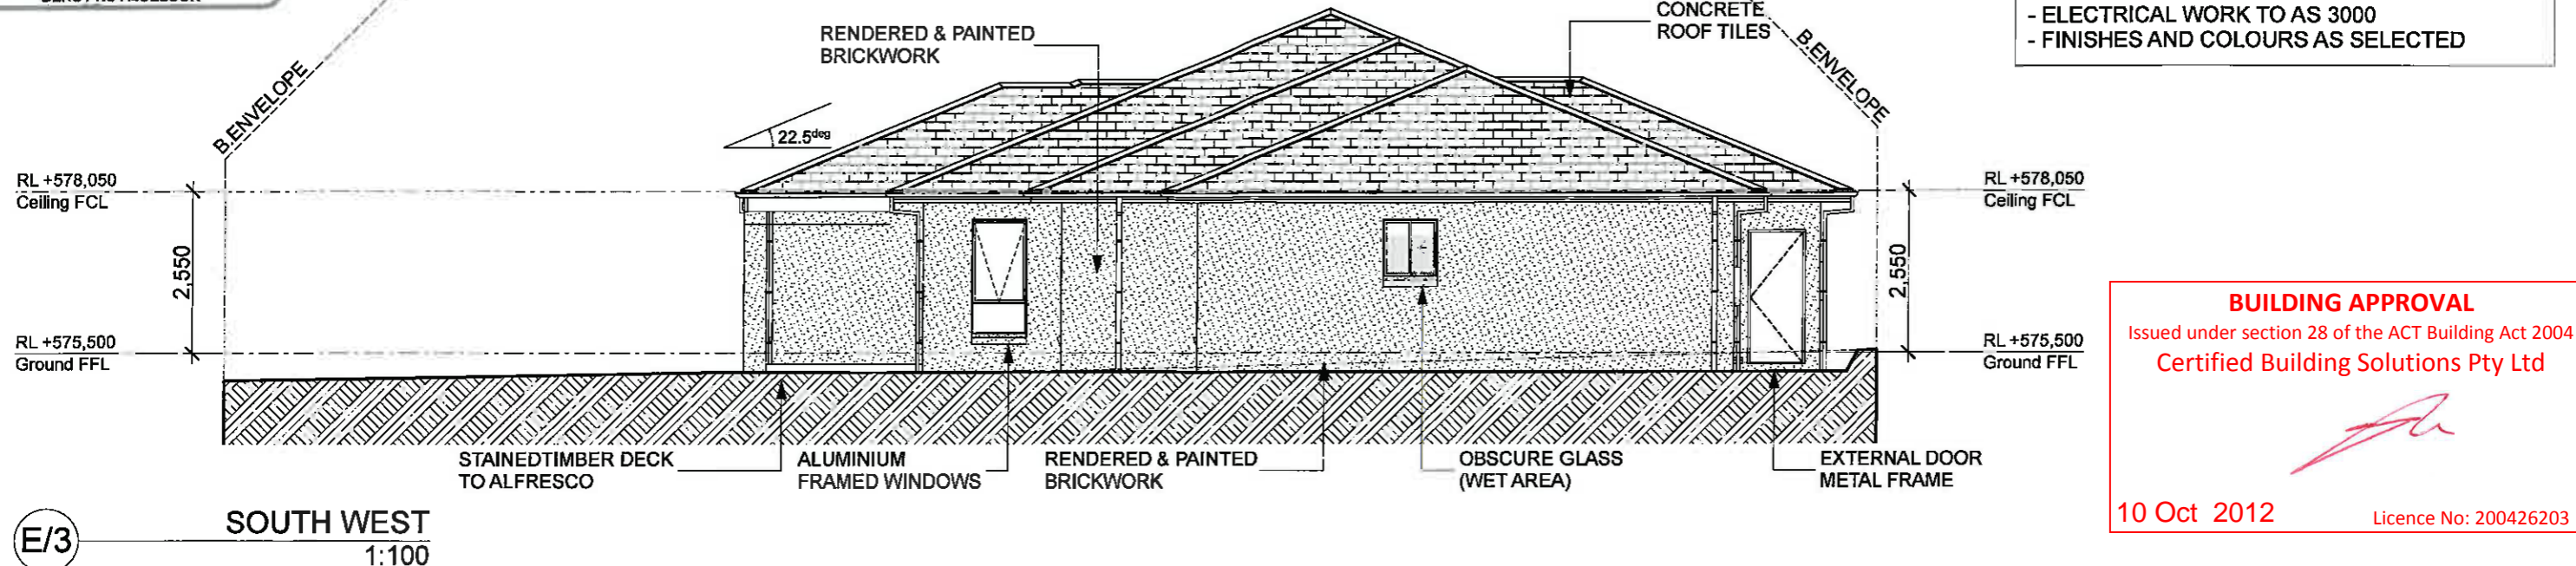 - ELECTRICAL WORK TO AS 3000
- FINISHES AND COLOURS AS SELECTED
RENDERED & PAINTED
BRICKWORK
CONCRETE
ROOF TILES
B.ENVELOPE
B.ENVELOPE
22.5deg
RL +578,050
Ceiling FCL
2,550
RL +575,500
Ground FFL
RL +578,050
Ceiling FCL
2,550
RL +575,500
Ground FFL
STAINEDTIMBER DECK
TO ALFRESCO
ALUMINIUM
FRAMED WINDOWS
RENDERED & PAINTED
BRICKWORK
OBSCURE GLASS
(WET AREA)
EXTERNAL DOOR
METAL FRAME
BUILDING APPROVAL
Issued under section 28 of the ACT Building Act 2004
Certified Building Solutions Pty Ltd
10 Oct 2012
Licence No: 200426203
E/3
SOUTH WEST
1:100